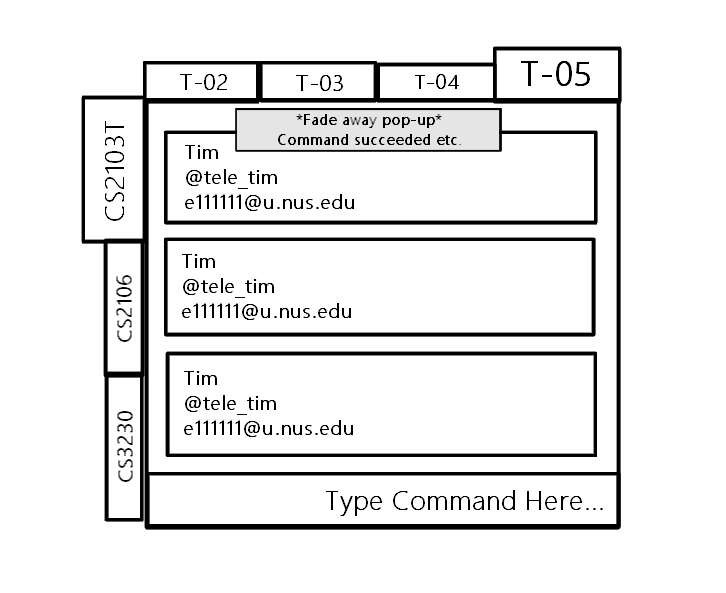 T-02
T-03
T-04
T-05
CS2103T
CS2106
CS3230
*Fade away pop-up*
Command succeeded etc.
Tim
@tele_tim
e111111@u.nus.edu
Tim
@tele_tim
e111111@u.nus.edu
Tim
@tele_tim
e111111@u.nus.edu
Type Command Here...